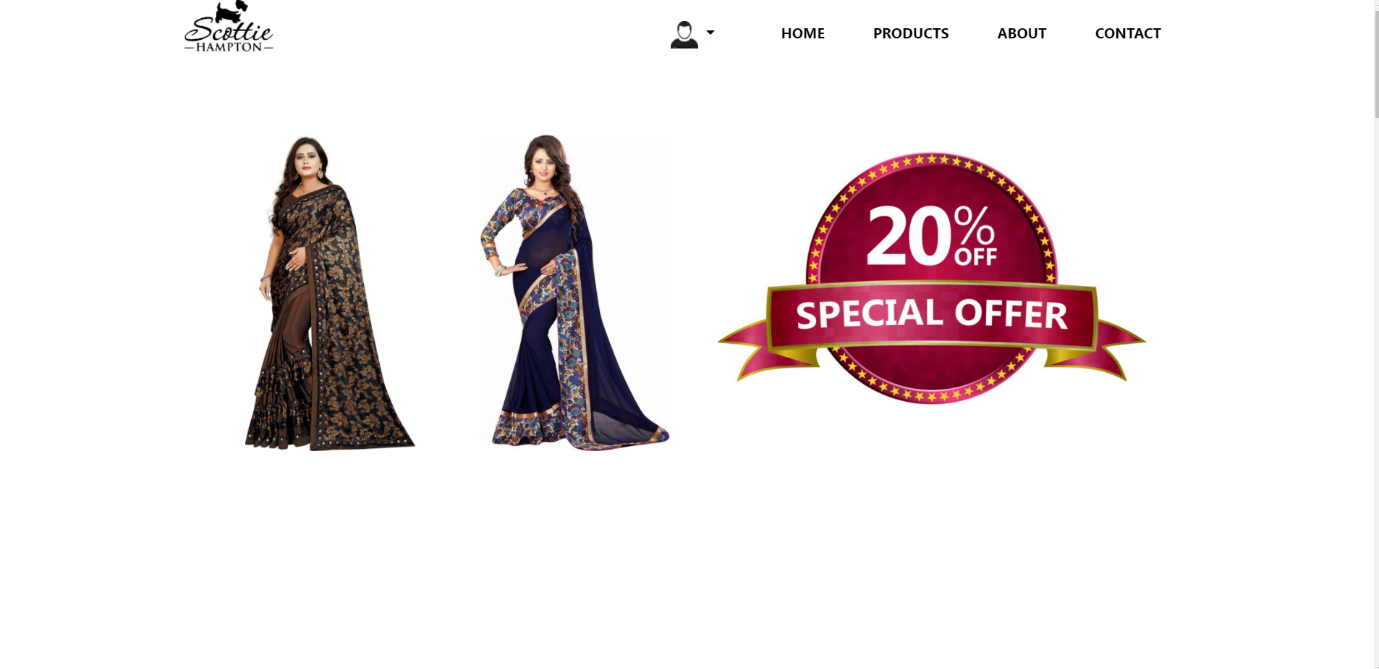 Scottie
HAMPTON
HOME PRODUCTS ABOUT CONTACT
20%
OFF
SPECIAL OFFER